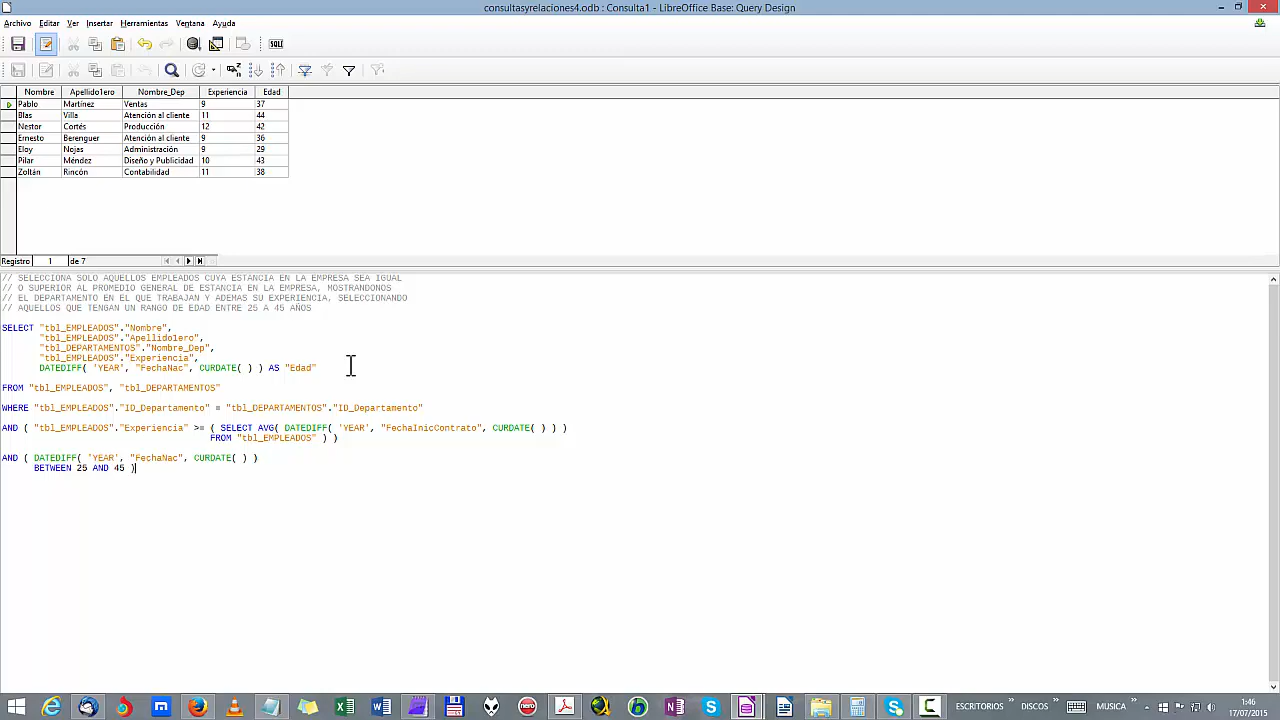 consultasyrelaciones4.odb : Consulta1 - LibreOffice Base: Query Design
Archivo Editar Ver Insertar Herramientas Ventana Ayuda
SQL
Nombre Apellido1ero Nombre_Dep Experiencia Edad
Pablo Martínez Ventas 9 37
Blas Villa Atención al cliente 11 44
Nestor Cortés Producción 12 42
Ernesto Berenguer Atención al cliente 9 36
Eloy Nojas Administración 9 29
Pilar Méndez Diseño y Publicidad 10 43
Zoltán Rincón Contabilidad 11 38
Registro 1 de 7
// SELECCIONA SOLO AQUELLOS EMPLEADOS CUYA ESTANCIA EN LA EMPRESA SEA IGUAL
// O SUPERIOR AL PROMEDIO GENERAL DE ESTANCIA EN LA EMPRESA, MOSTRANDONOS
// EL DEPARTAMENTO EN EL QUE TRABAJAN Y ADEMAS SU EXPERIENCIA, SELECCIONANDO
// AQUELLOS QUE TENGAN UN RANGO DE EDAD ENTRE 25 A 45 AÑOS
SELECT "tbl_EMPLEADOS"."Nombre",
"tbl_EMPLEADOS"."Apellido1ero",
"tbl_DEPARTAMENTOS"."Nombre_Dep",
"tbl_EMPLEADOS"."Experiencia",
DATEDIFF( 'YEAR', "FechaNac", CURDATE( ) ) AS "Edad"
FROM "tbl_EMPLEADOS", "tbl_DEPARTAMENTOS"
WHERE "tbl_EMPLEADOS"."ID_Departamento" = "tbl_DEPARTAMENTOS"."ID_Departamento"
AND ( "tbl_EMPLEADOS"."Experiencia" >= ( SELECT AVG( DATEDIFF( 'YEAR', "FechaInicContrato", CURDATE( ) ) )
FROM "tbl_EMPLEADOS" ) )
AND ( DATEDIFF( 'YEAR', "FechaNac", CURDATE( ) )
BETWEEN 25 AND 45 )
ESCRITORIOS » DISCOS » MUSICA » 1:46
17/07/2015